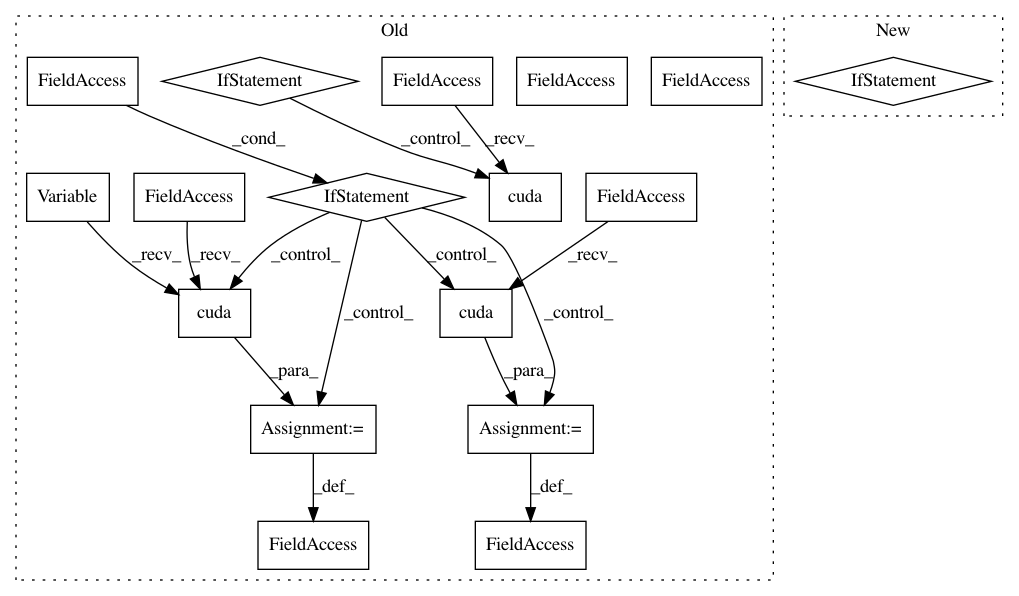 Old
New
FieldAccess
IfStatement
FieldAccess
FieldAccess
FieldAccess
IfStatement
_cond_
_control_
_recv_
Variable
FieldAccess
IfStatement
cuda
FieldAccess
_recv_
_recv_
_control_
_control_
_recv_
cuda
cuda
_control_
_control_
_para_
_para_
Assignment:=
Assignment:=
_def_
_def_
FieldAccess
FieldAccess